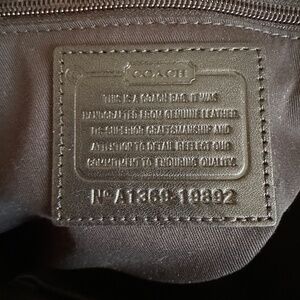 COACH
THIS IS A COACH BAG. IT WAS
HANDCRAFTED FROM GENUINE LEATHER.
ITS SUPERIOR CRAFTSMANSHIP AND
ATTENTION TO DETAIL REFLECT OUR
COMMITMENT TO ENDURING QUALITY.
Nº A1369-19892